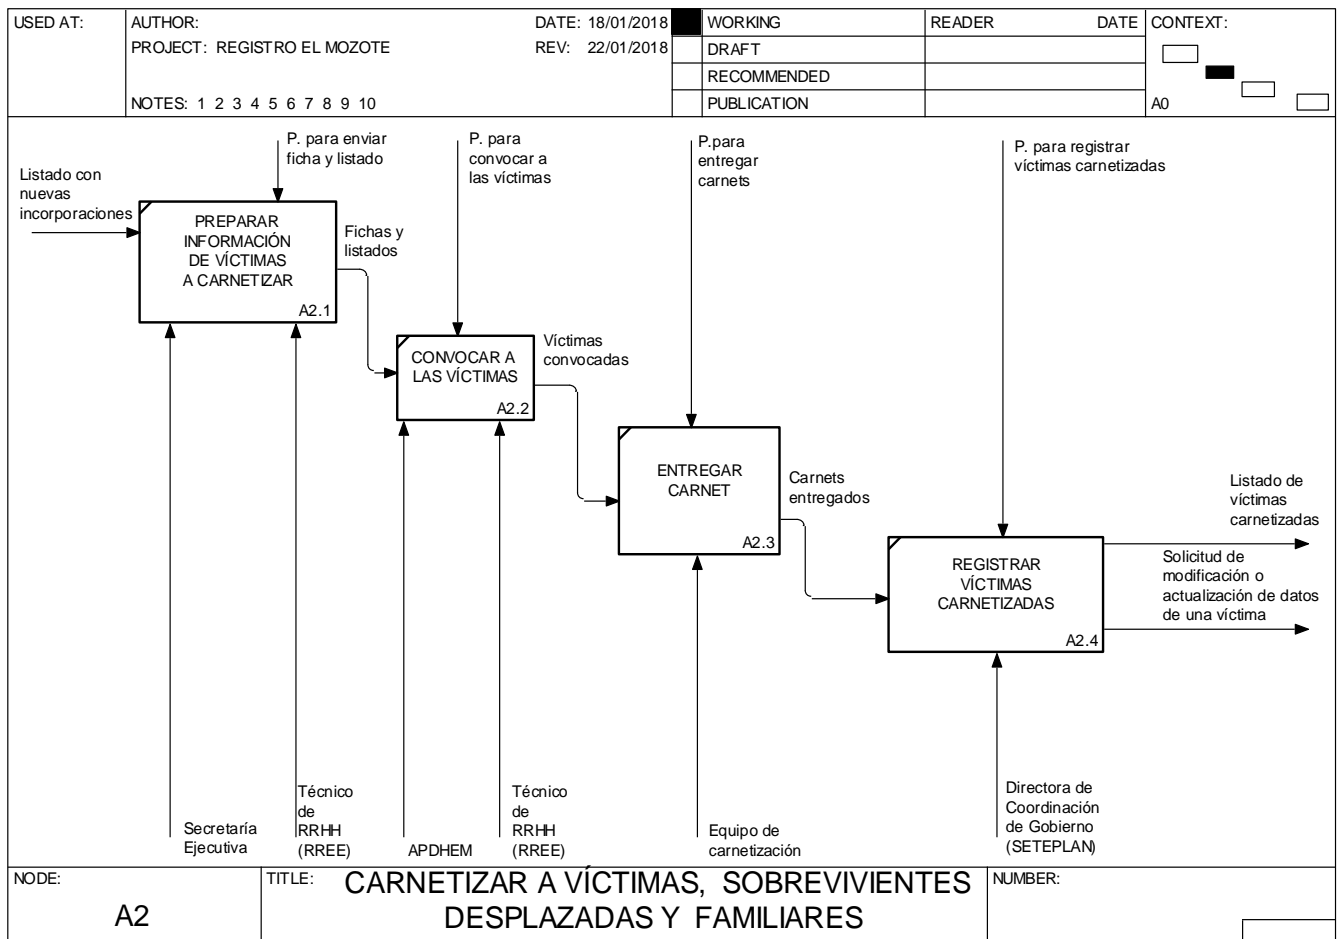 USED AT:
AUTHOR:
DATE: 18/01/2018
PROJECT: REGISTRO EL MOZOTE
REV: 22/01/2018
NOTES: 1 2 3 4 5 6 7 8 9 10
WORKING
DRAFT
RECOMMENDED
PUBLICATION
READER
DATE
CONTEXT:
A0
Listado con
nuevas
incorporaciones
P. para enviar
ficha y listado
P. para
convocar a
las víctimas
P.para
entregar
carnets
P. para registrar
víctimas carnetizadas
PREPARAR
INFORMACIÓN
DE VÍCTIMAS
A CARNETIZAR
A2.1
Fichas y
listados
CONVOCAR A
LAS VÍCTIMAS
A2.2
Víctimas
convocadas
ENTREGAR
CARNET
A2.3
Carnets
entregados
REGISTRAR
VÍCTIMAS
CARNETIZADAS
A2.4
Listado de
víctimas
carnetizadas
Solicitud de
modificación o
actualización de datos
de una víctima
Secretaría
Ejecutiva
Técnico
de
RRHH
(RREE)
APDHEM
Técnico
de
RRHH
(RREE)
Equipo de
carnetización
Directora de
Coordinación
de Gobierno
(SETEPLAN)
NODE:
A2
TITLE:
CARNETIZAR A VÍCTIMAS, SOBREVIVIENTES
DESPLAZADAS Y FAMILIARES
NUMBER: